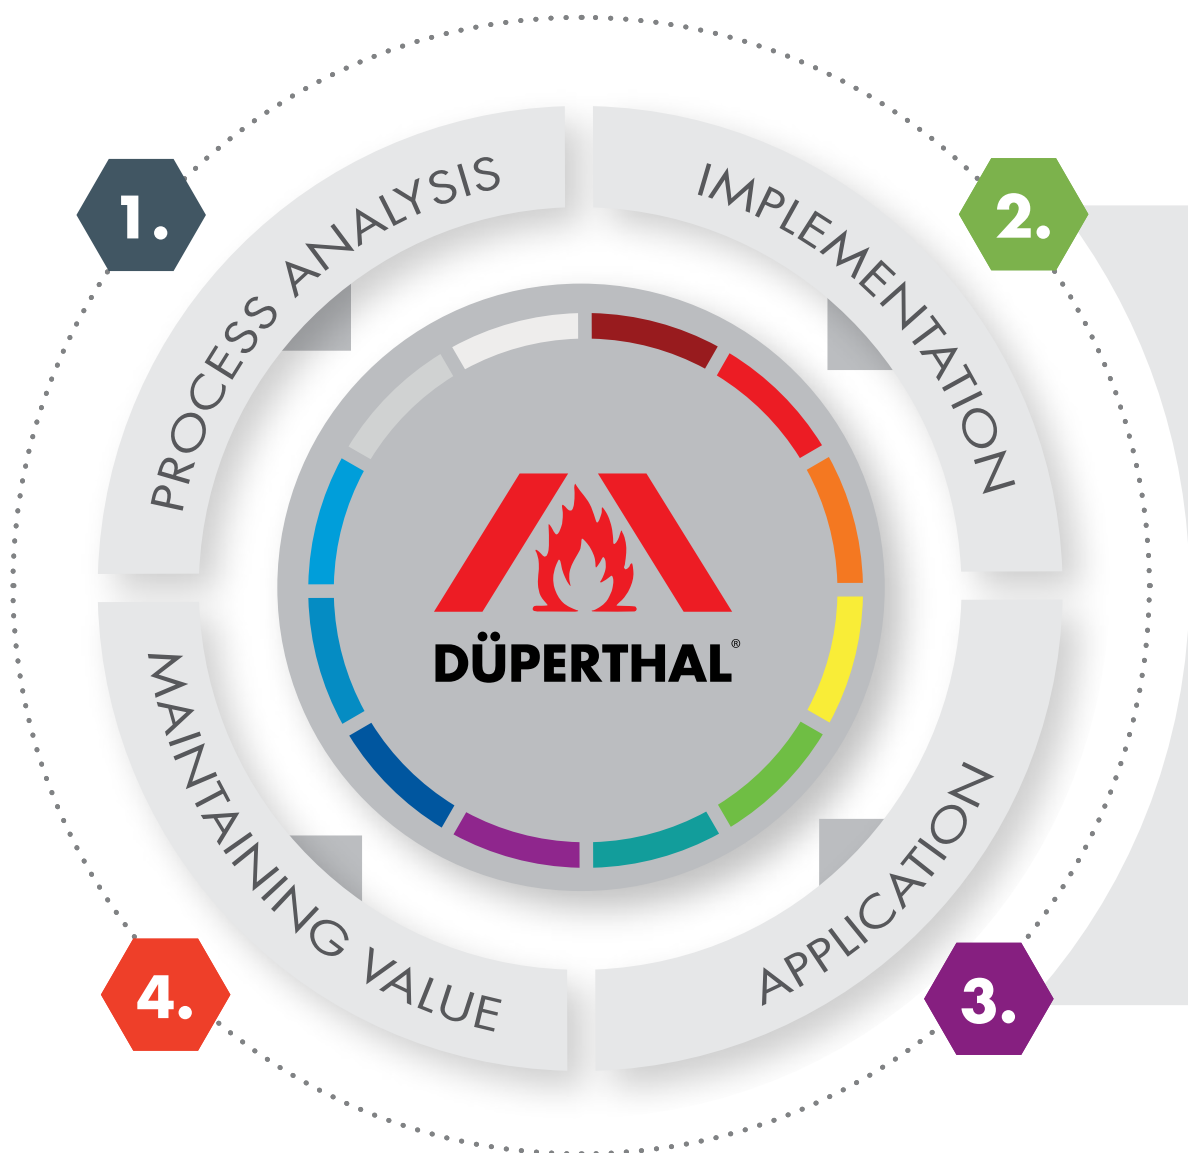 1.
PROCESS ANALYSIS
2.
IMPLEMENTATION
3.
APPLICATION
4.
MAINTAINING VALUE
DÜPERTHAL®